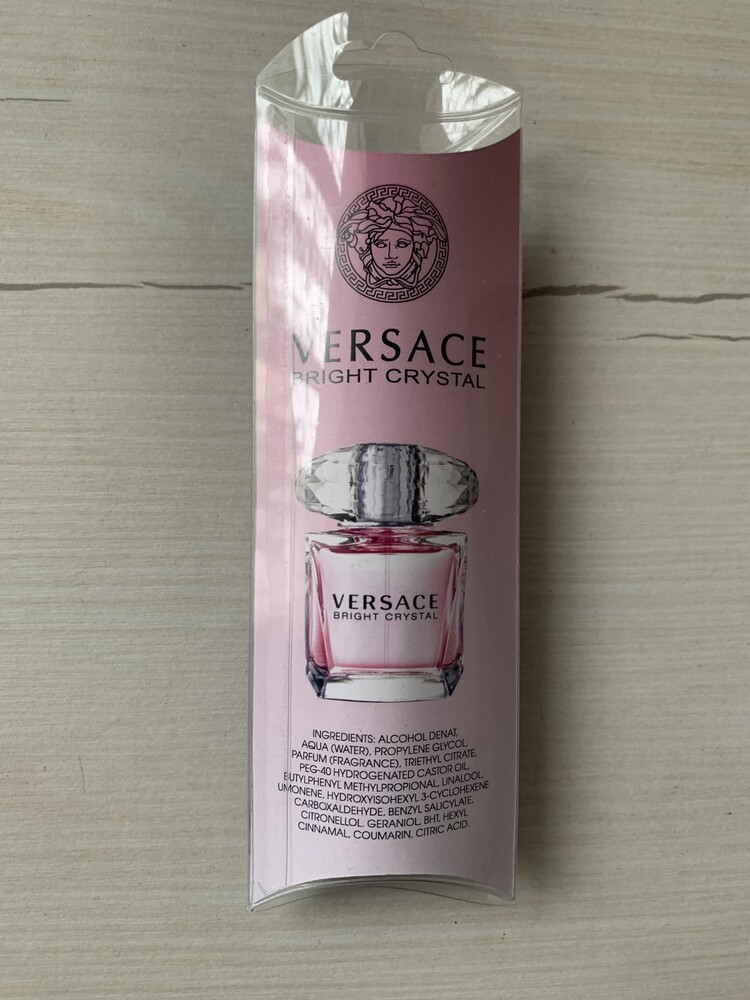 VERSACE
BRIGHT CRYSTAL
VERSACE
BRIGHT CRYSTAL
INGREDIENTS: ALCOHOL DENAT,
AQUA (WATER), PROPYLENE GLYCOL,
PARFUM (FRAGRANCE), TRIETHYL CITRATE,
PEG-40 HYDROGENATED CASTOR OIL,
BUTYLPHENYL METHYLPROPIONAL, LINALOOL,
LIMONENE, HYDROXYISOHEXYL 3-CYCLOHEXENE
CARBOXALDEHYDE, BENZYL SALICYLATE,
CITRONELLOL, GERANIOL, BHT, HEXYL
CINNAMAL, COUMARIN, CITRIC ACID.